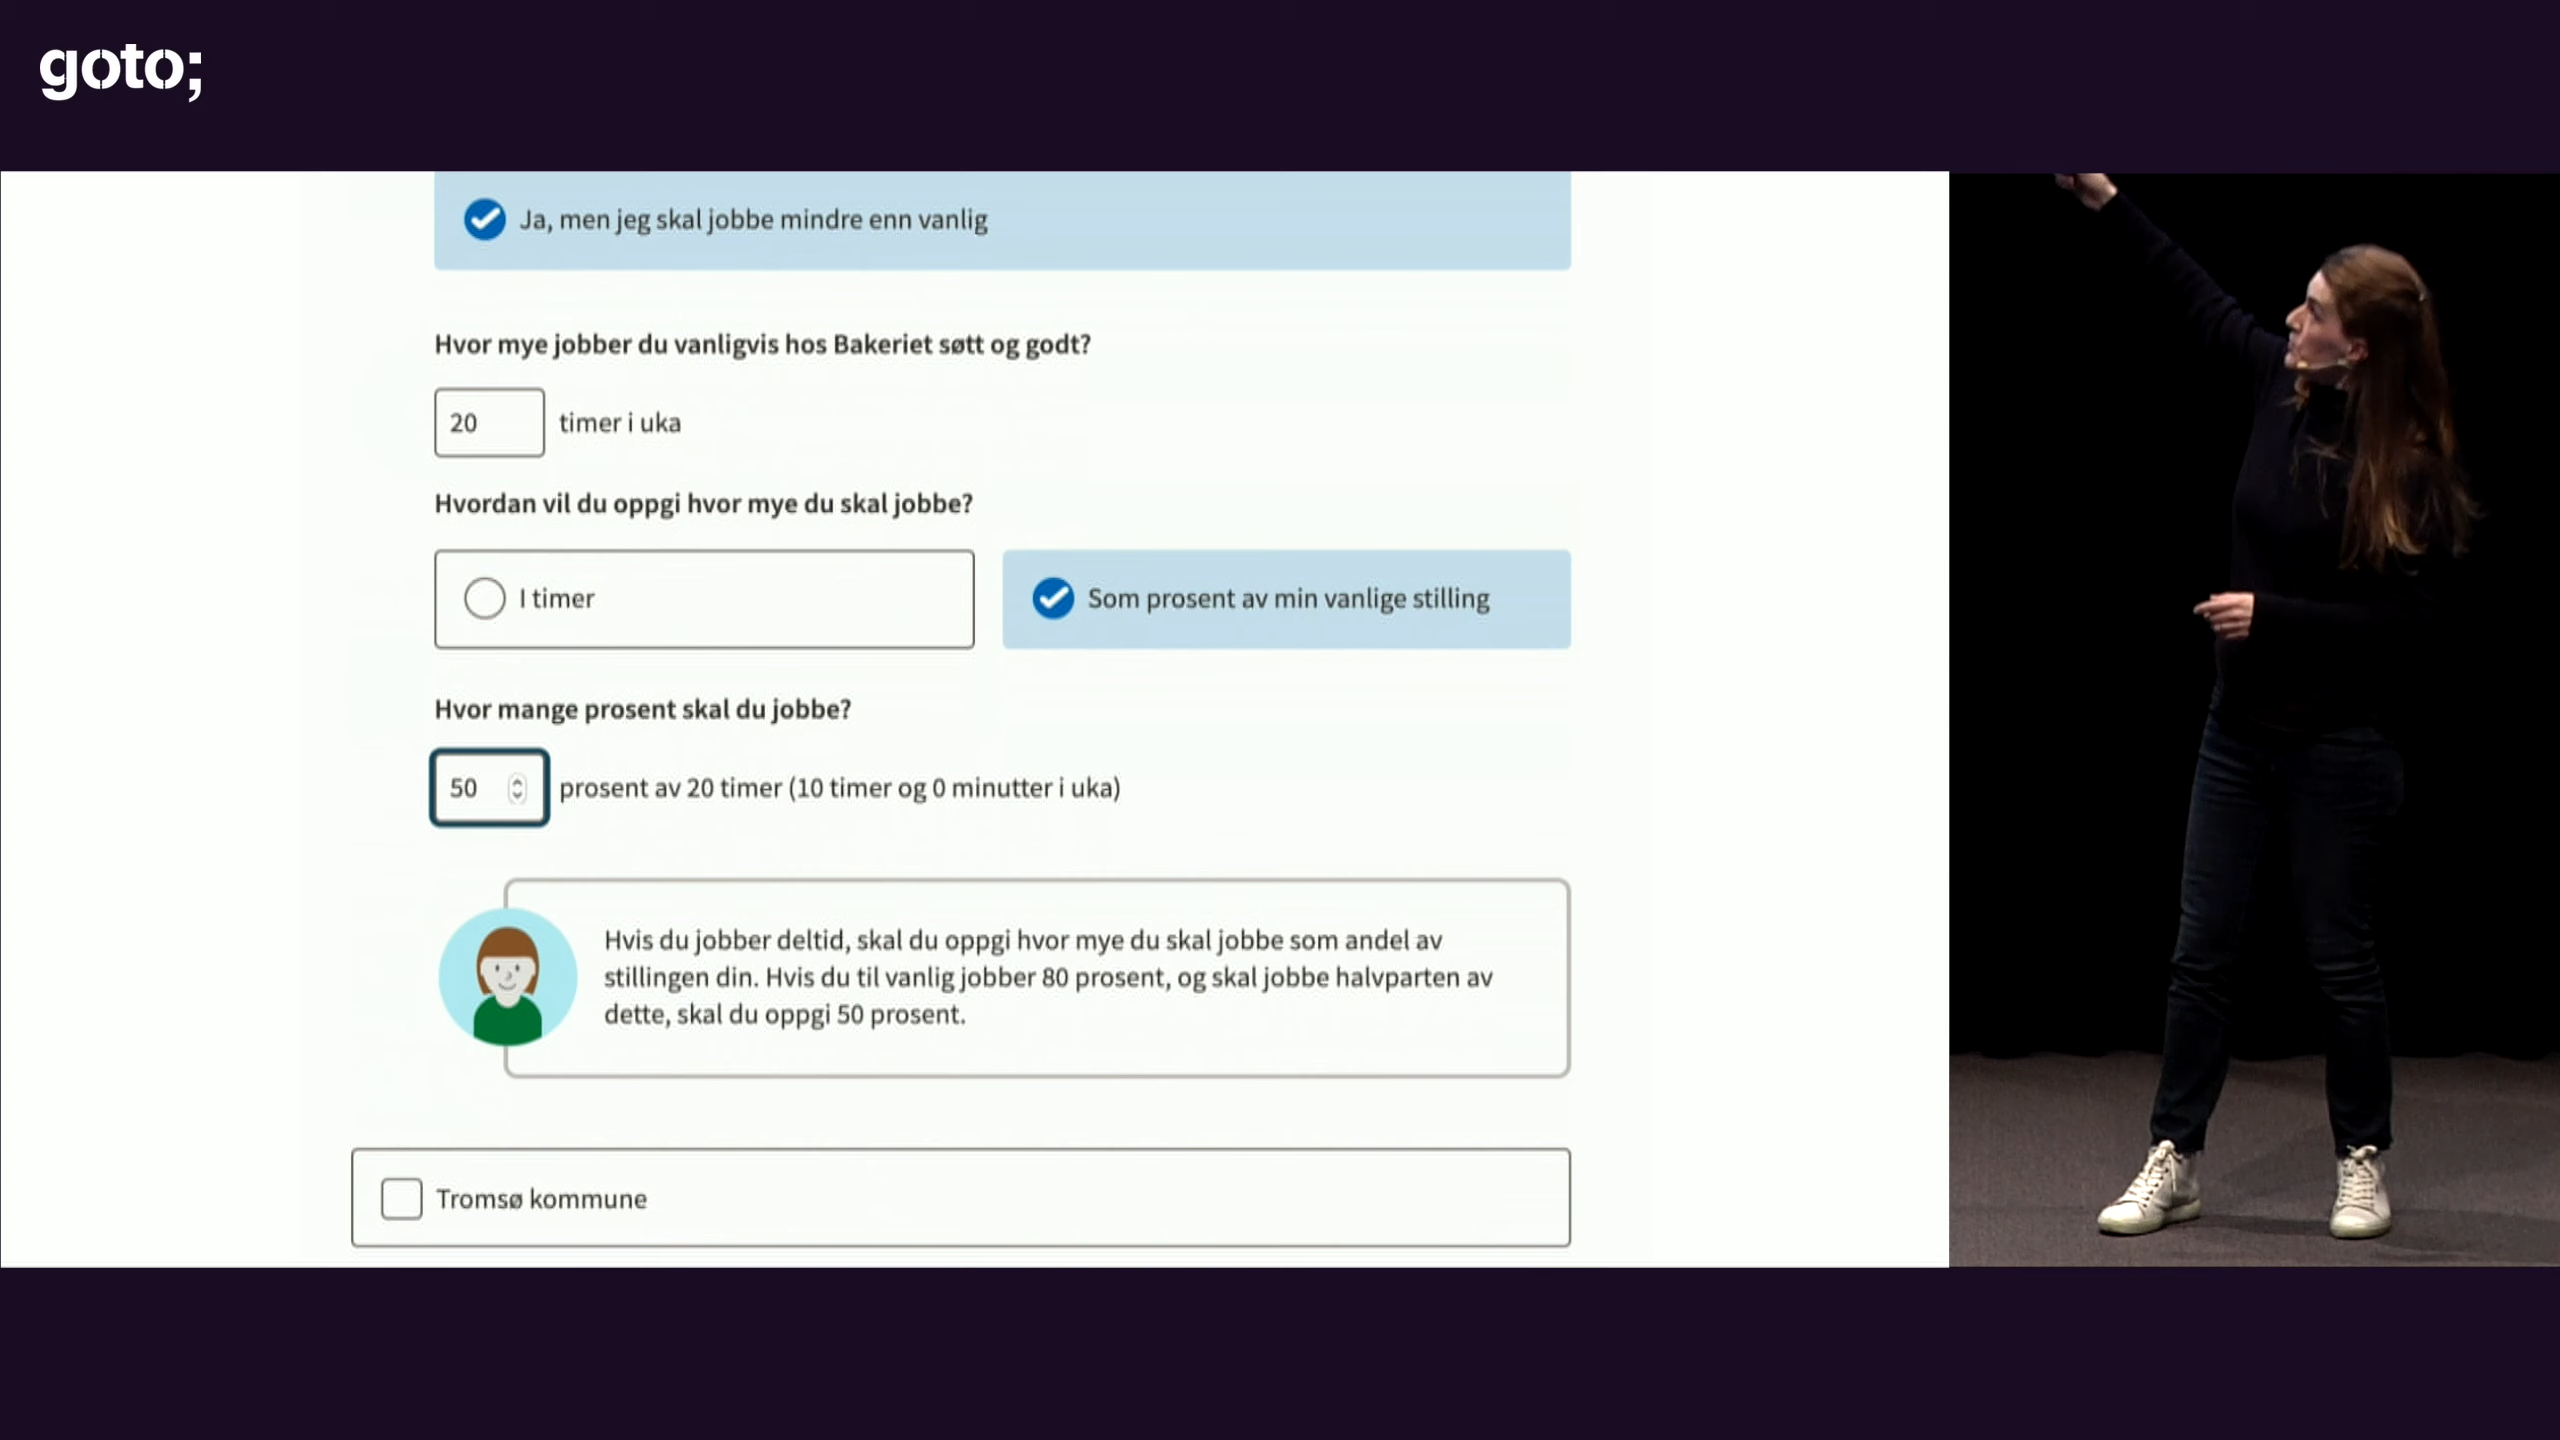 goto;
Ja, men jeg skal jobbe mindre enn vanlig
Hvor mye jobber du vanligvis hos Bakeriet søtt og godt?
20 timer i uka
Hvordan vil du oppgi hvor mye du skal jobbe?
I timer
Som prosent av min vanlige stilling
Hvor mange prosent skal du jobbe?
50 prosent av 20 timer (10 timer og 0 minutter i uka)
Hvis du jobber deltid, skal du oppgi hvor mye du skal jobbe som andel av
stillingen din. Hvis du til vanlig jobber 80 prosent, og skal jobbe halvparten av
dette, skal du oppgi 50 prosent.
Tromsø kommune